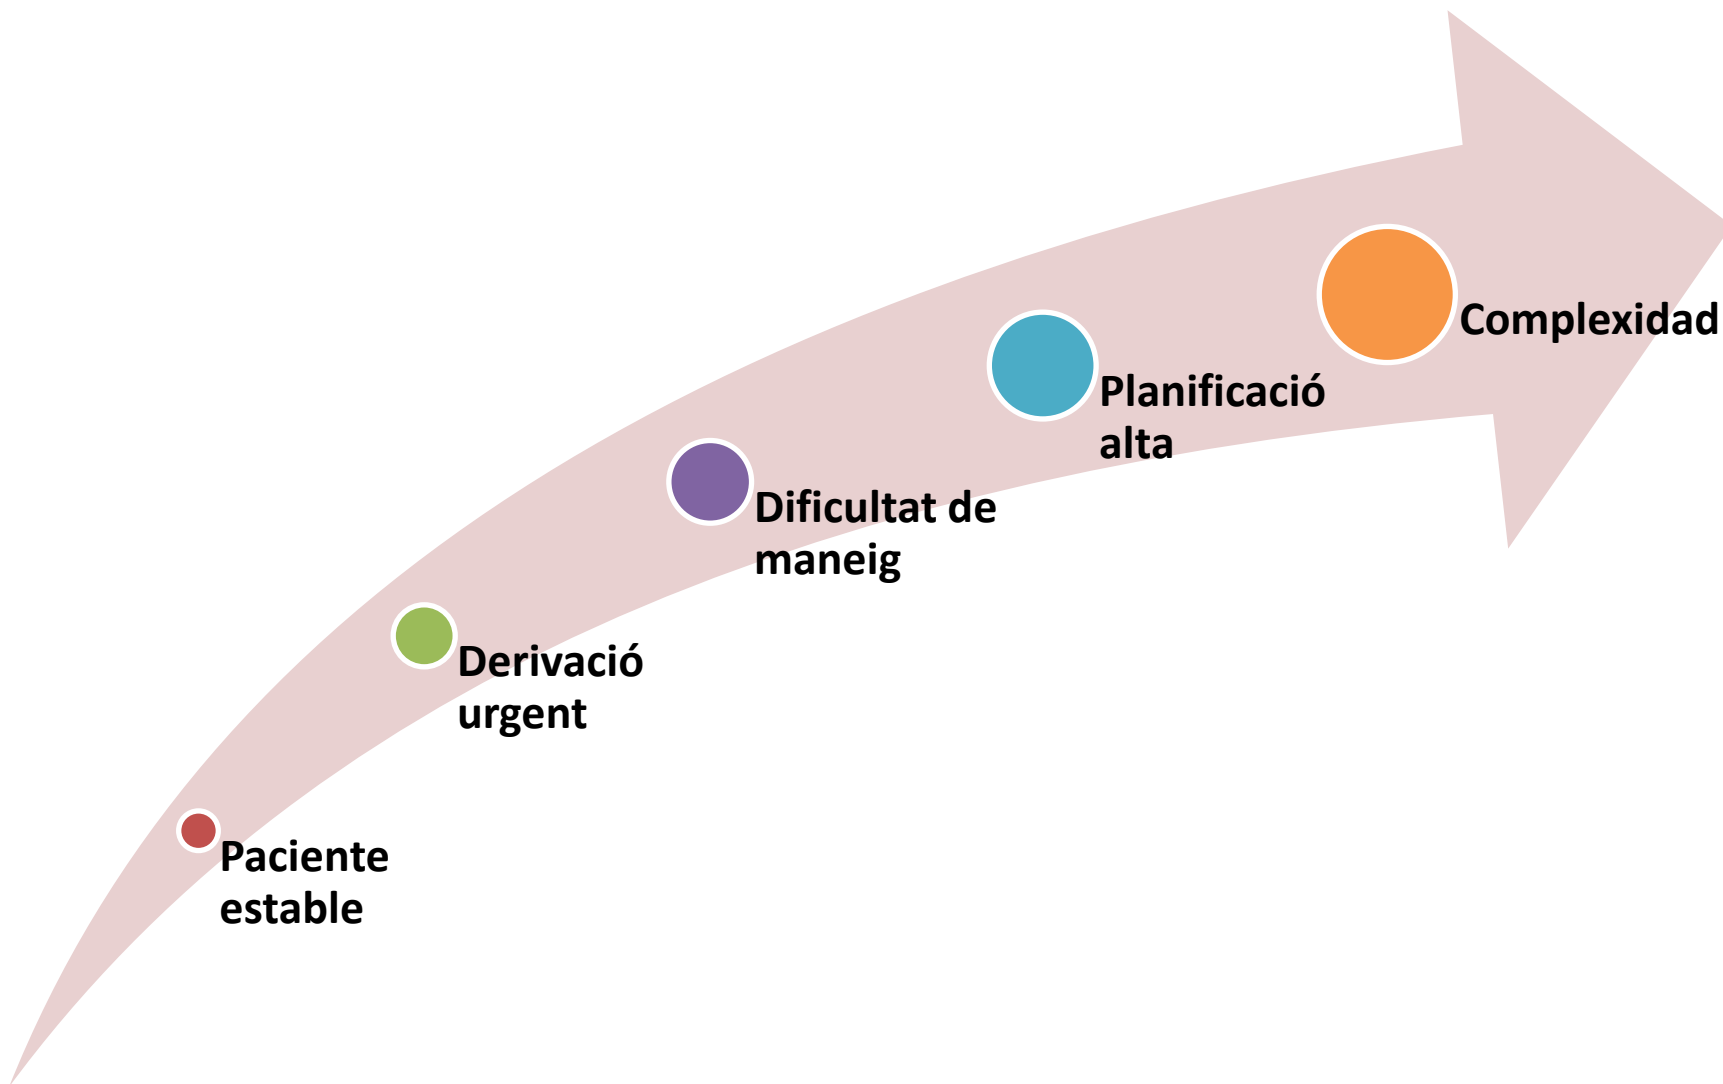 Paciente
estable
Derivació
urgent
Dificultat de
maneig
Planificació
alta
Complexidad